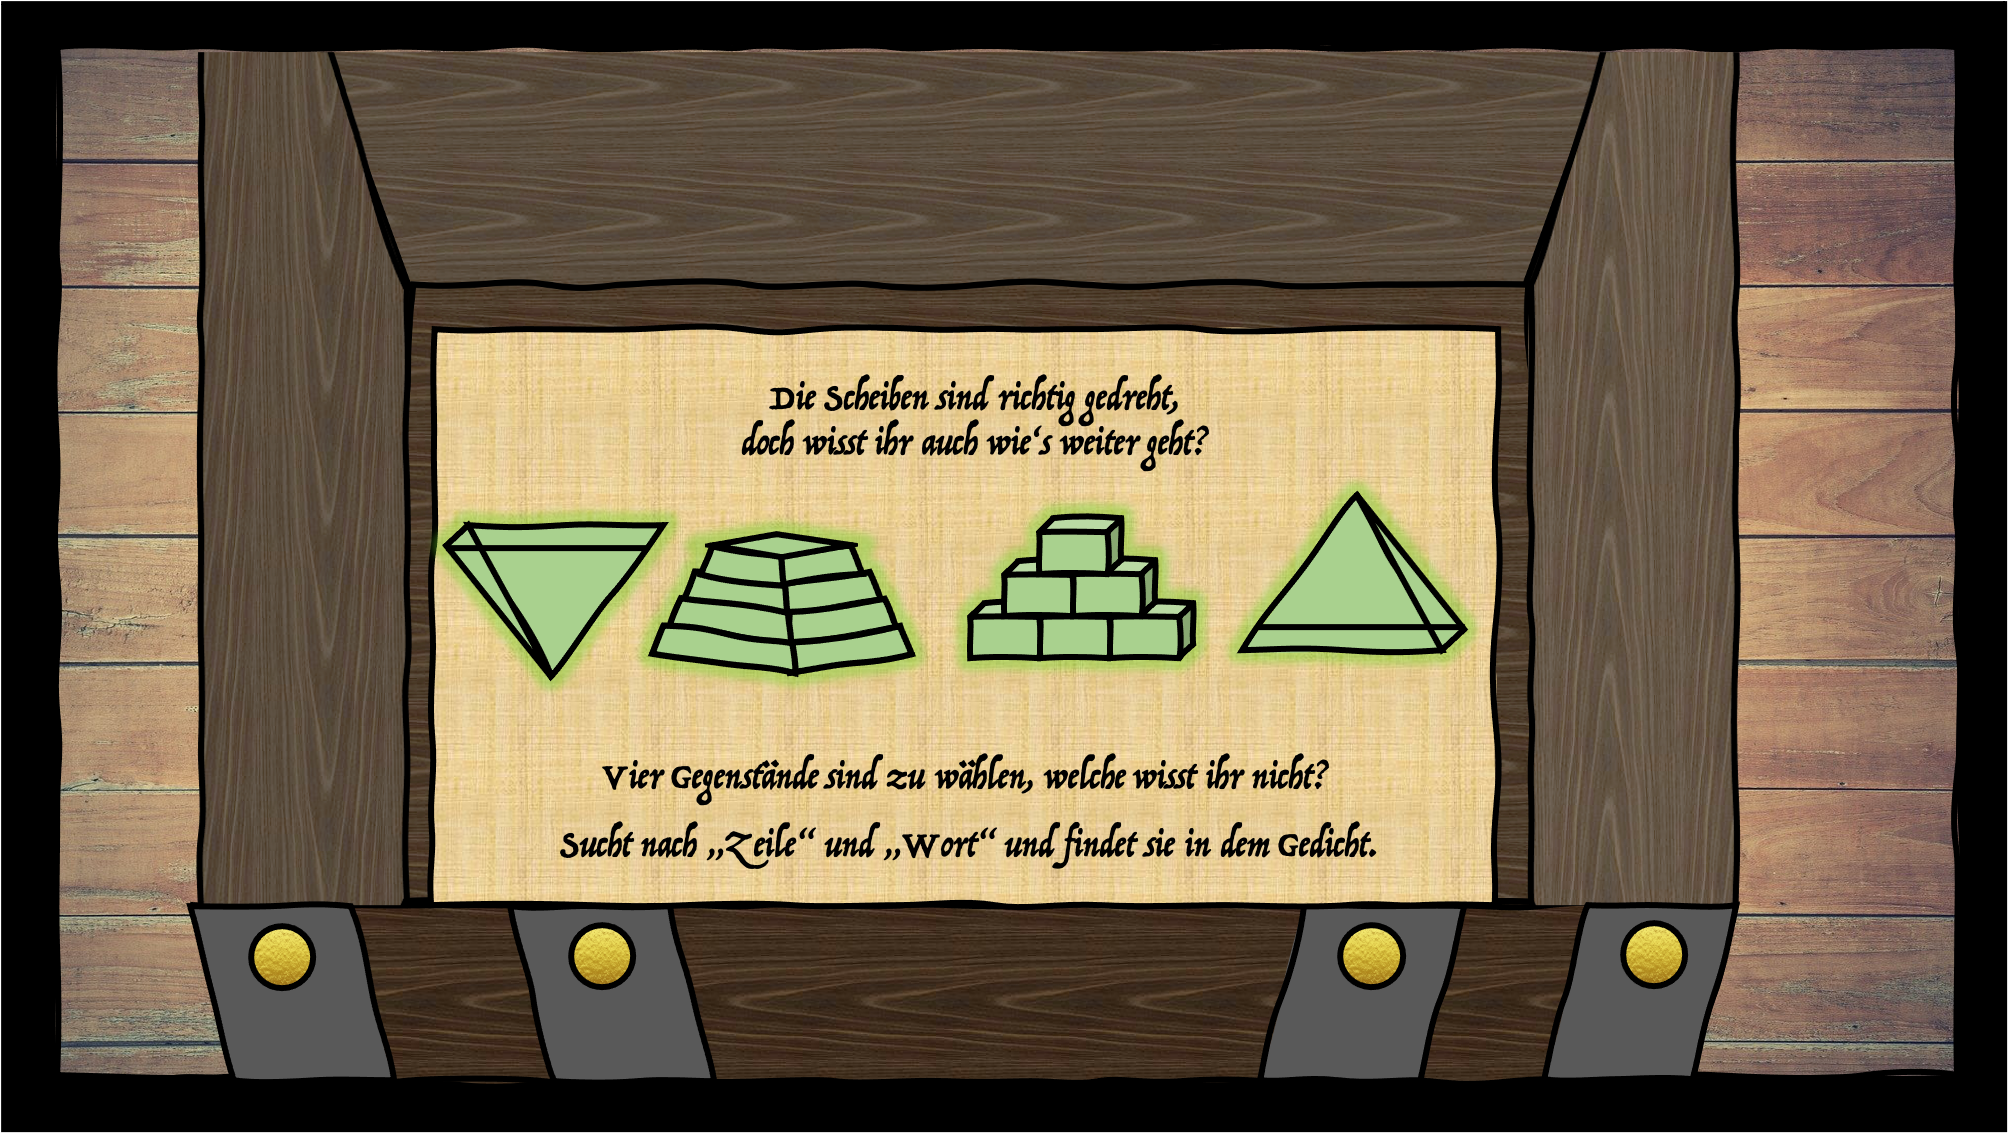 Die Scheiben sind richtig gedreht,
doch wisst ihr auch wie‘s weiter geht?
Vier Gegenstände sind zu wählen, welche wisst ihr nicht?
Sucht nach „Zeile“ und „Wort“ und findet sie in dem Gedicht.